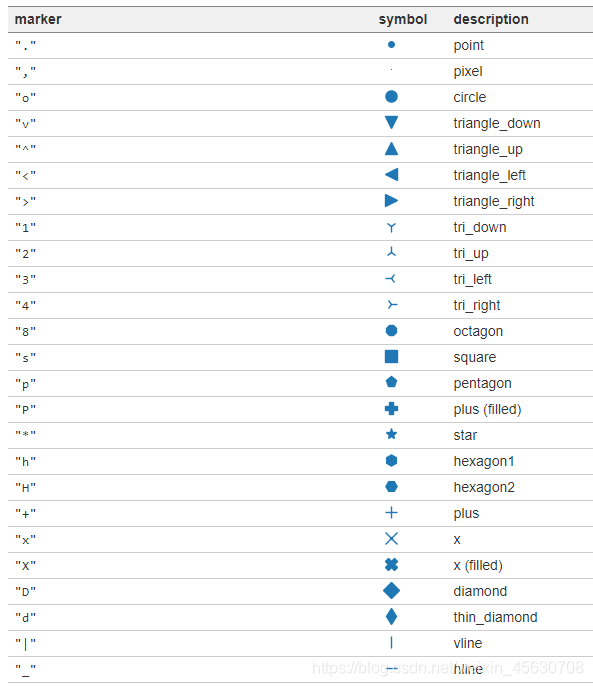 marker symbol description
"." point
"," pixel
"o" circle
"v" triangle_down
"^" triangle_up
"<" triangle_left
">" triangle_right
"1" tri_down
"2" tri_up
"3" tri_left
"4" tri_right
"8" octagon
"s" square
"p" pentagon
"P" plus (filled)
"*" star
"h" hexagon1
"H" hexagon2
"+" plus
"x" x
"X" x (filled)
"D" diamond
"d" thin_diamond
"|" vline
"_" hline
https://blog.csdn.net/weixin_45630708